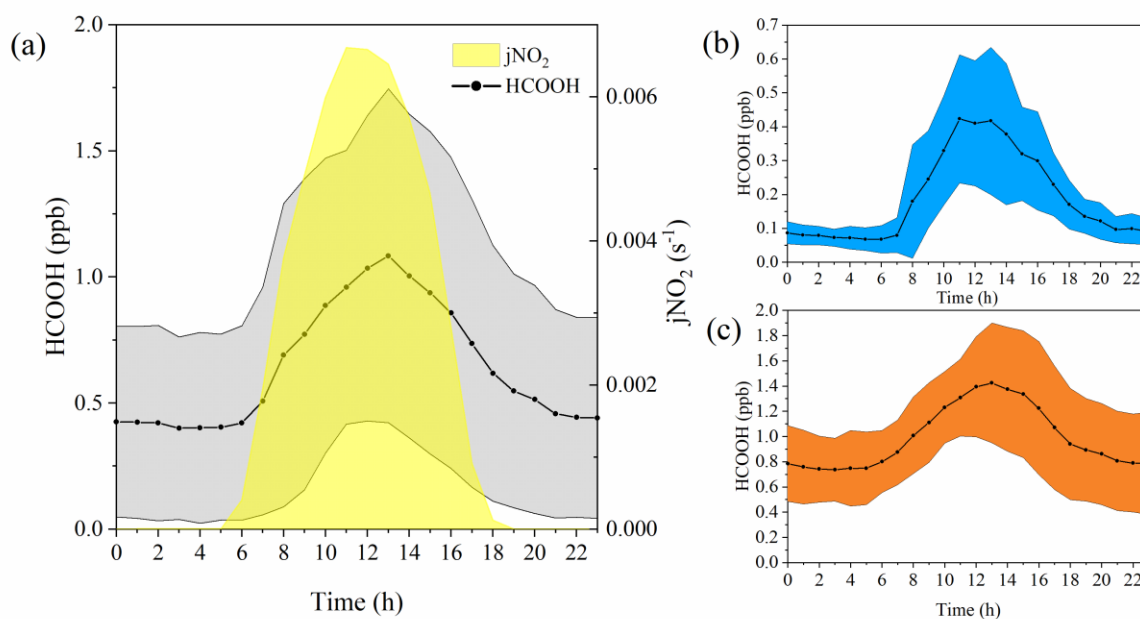 (a)
2.0
1.5
1.0
0.5
0.0
HCOOH (ppb)
jNO₂
HCOOH
0.006
0.004
0.002
0.000
jNO₂ (s⁻¹)
0 2 4 6 8 10 12 14 16 18 20 22
Time (h)
(b)
0.7
0.6
0.5
0.4
0.3
0.2
0.1
0.0
HCOOH (ppb)
0 2 4 6 8 10 12 14 16 18 20 22
Time (h)
(c)
2.0
1.8
1.6
1.4
1.2
1.0
0.8
0.6
0.4
0.2
0.0
HCOOH (ppb)
0 2 4 6 8 10 12 14 16 18 20 22
Time (h)